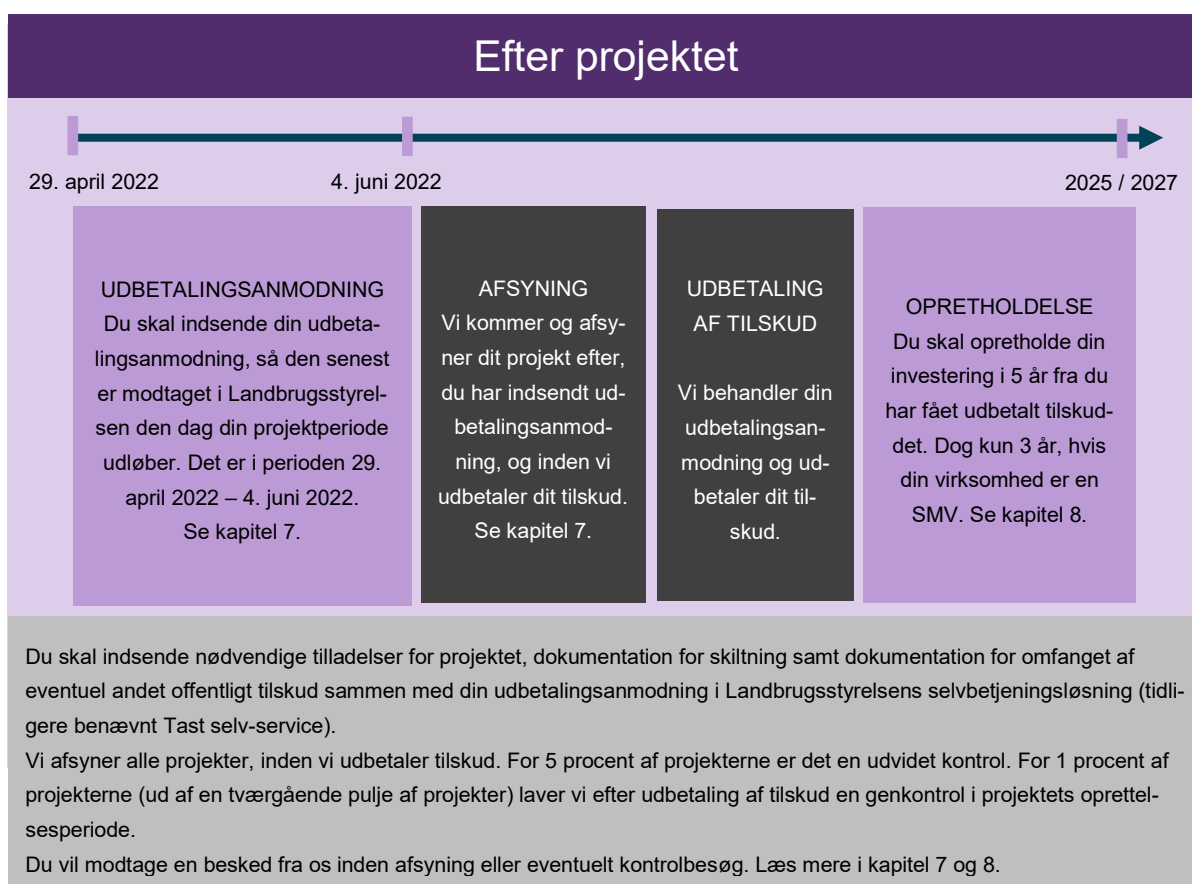 Efter projektet
29. april 2022
4. juni 2022
2025 / 2027
UDBETALINGSANMODNING
Du skal indsende din udbeta-
lingsanmodning, så den senest
er modtaget i Landbrugsstyrel-
sen den dag din projektperiode
udløber. Det er i perioden 29.
april 2022 – 4. juni 2022.
Se kapitel 7.
AFSYNING
Vi kommer og afsy-
ner dit projekt efter,
du har indsendt ud-
betalingsanmod-
ning, og inden vi
udbetaler dit tilskud.
Se kapitel 7.
UDBETALING
AF TILSKUD
Vi behandler din
udbetalingsan-
modning og ud-
betaler dit til-
skud.
OPRETHOLDELSE
Du skal opretholde din
investering i 5 år fra du
har fået udbetalt tilskud-
det. Dog kun 3 år, hvis
din virksomhed er en
SMV. Se kapitel 8.
Du skal indsende nødvendige tilladelser for projektet, dokumentation for skiltning samt dokumentation for omfanget af
eventuel andet offentligt tilskud sammen med din udbetalingsanmodning i Landbrugsstyrelsens selvbetjeningsløsning (tidli-
gere benævnt Tast selv-service).
Vi afsyner alle projekter, inden vi udbetaler tilskud. For 5 procent af projekterne er det en udvidet kontrol. For 1 procent af
projekterne (ud af en tværgående pulje af projekter) laver vi efter udbetaling af tilskud en genkontrol i projektets oprettel-
sesperiode.
Du vil modtage en besked fra os inden afsyning eller eventuelt kontrolbesøg. Læs mere i kapitel 7 og 8.